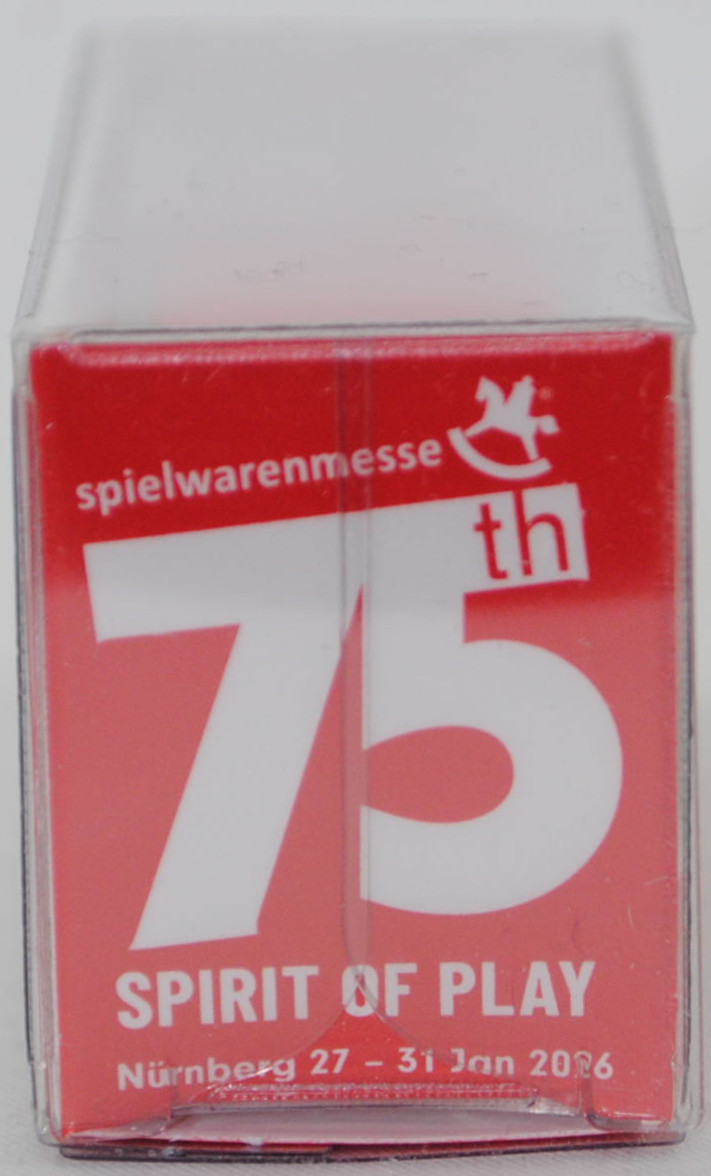 spielwarenmesse®
75th
SPIRIT OF PLAY
Nürnberg 27 – 31 Jan 2026